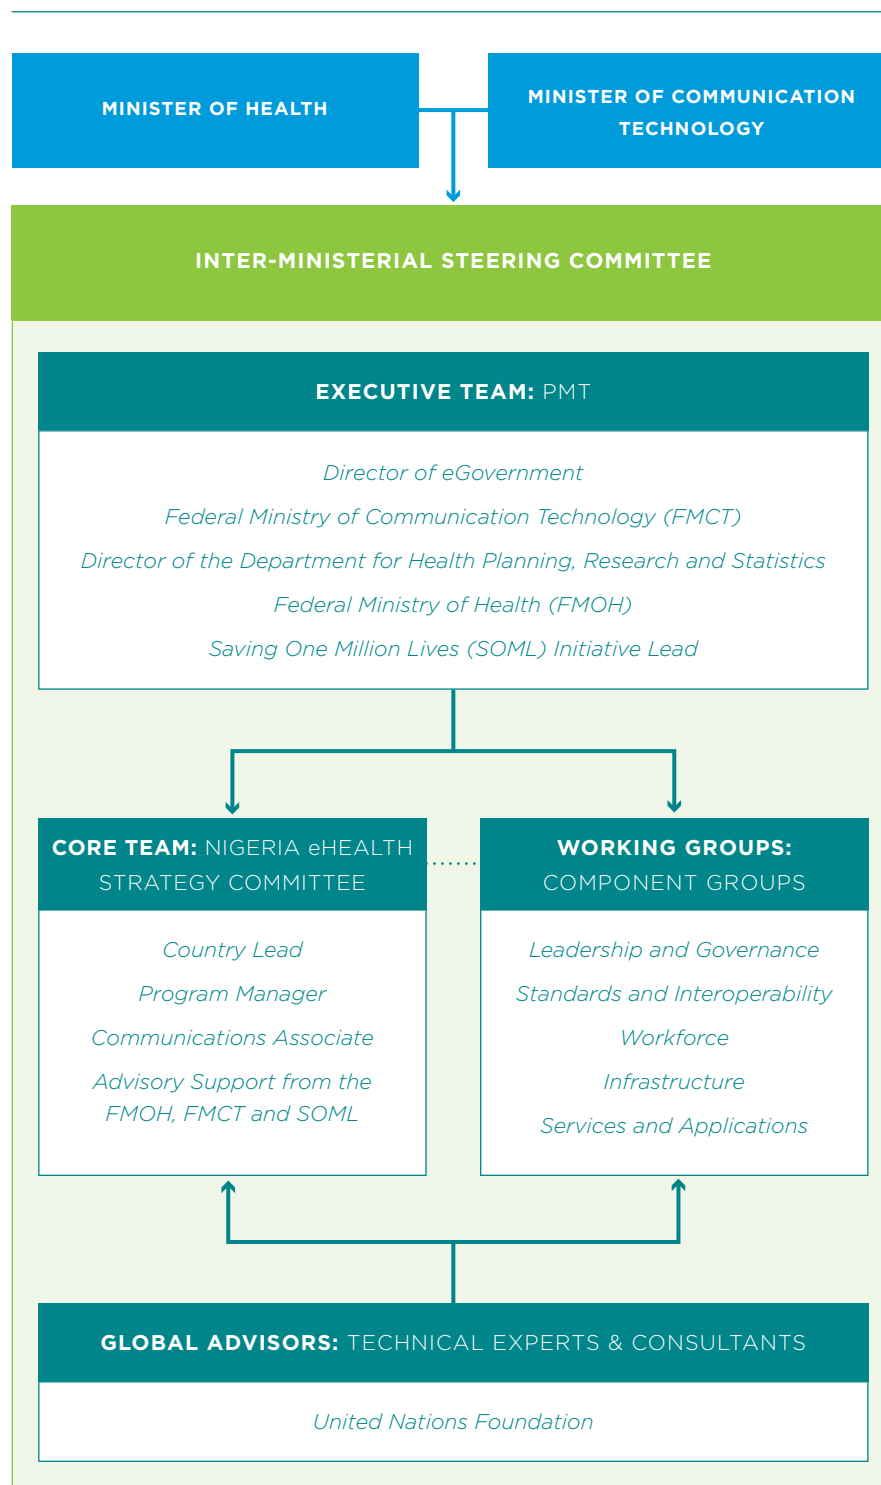 MINISTER OF HEALTH
MINISTER OF COMMUNICATION
TECHNOLOGY
INTER-MINISTERIAL STEERING COMMITTEE
EXECUTIVE TEAM: PMT
Director of eGovernment
Federal Ministry of Communication Technology (FMCT)
Director of the Department for Health Planning, Research and Statistics
Federal Ministry of Health (FMOH)
Saving One Million Lives (SOML) Initiative Lead
CORE TEAM: NIGERIA eHEALTH
STRATEGY COMMITTEE
Country Lead
Program Manager
Communications Associate
Advisory Support from the
FMOH, FMCT and SOML
WORKING GROUPS:
COMPONENT GROUPS
Leadership and Governance
Standards and Interoperability
Workforce
Infrastructure
Services and Applications
GLOBAL ADVISORS: TECHNICAL EXPERTS & CONSULTANTS
United Nations Foundation